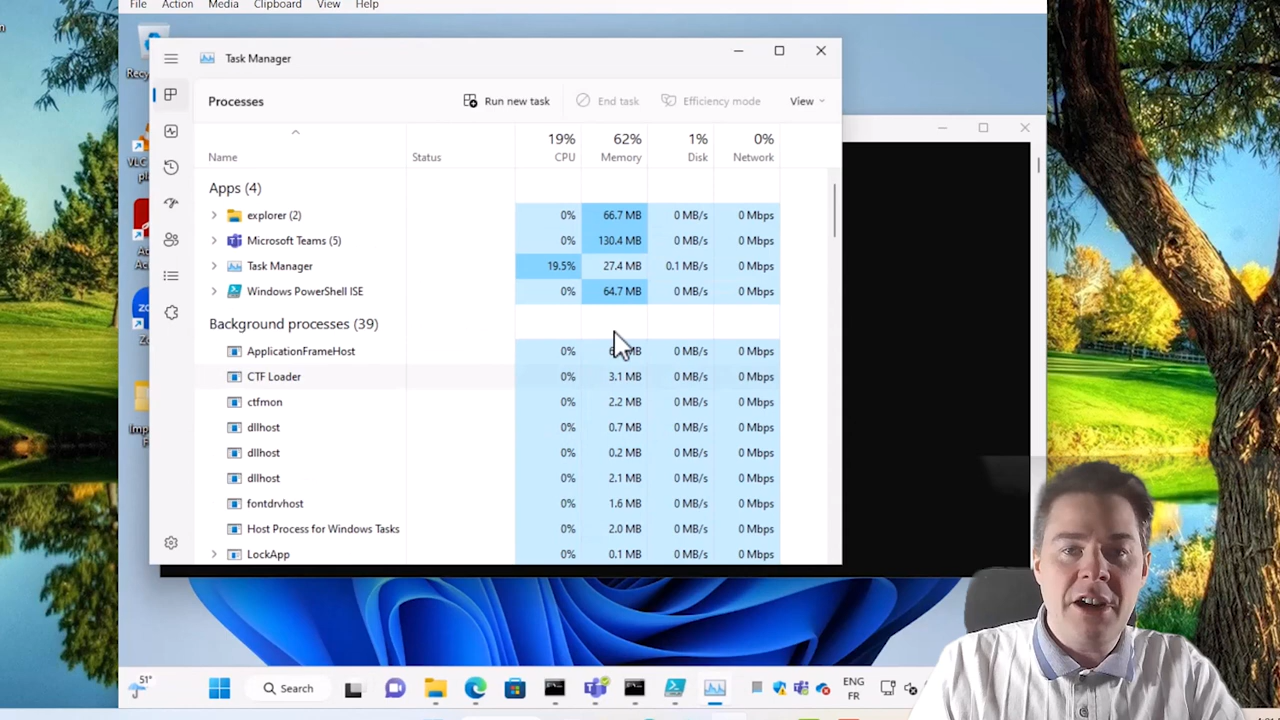 File Action Media Clipboard View Help
Task Manager
Processes Run new task End task Efficiency mode View
19% 62% 1% 0%
Name Status CPU Memory Disk Network
Apps (4)
explorer (2) 0% 66.7 MB 0 MB/s 0 Mbps
Microsoft Teams (5) 0% 130.4 MB 0 MB/s 0 Mbps
Task Manager 19.5% 27.4 MB 0.1 MB/s 0 Mbps
Windows PowerShell ISE 0% 64.7 MB 0 MB/s 0 Mbps
Background processes (39)
ApplicationFrameHost 0% MB 0 MB/s 0 Mbps
CTF Loader 0% 3.1 MB 0 MB/s 0 Mbps
ctfmon 0% 2.2 MB 0 MB/s 0 Mbps
dllhost 0% 0.7 MB 0 MB/s 0 Mbps
dllhost 0% 0.2 MB 0 MB/s 0 Mbps
dllhost 0% 2.1 MB 0 MB/s 0 Mbps
fontdrvhost 0% 1.6 MB 0 MB/s 0 Mbps
Host Process for Windows Tasks 0% 2.0 MB 0 MB/s 0 Mbps
LockApp 0% 0.1 MB 0 MB/s 0 Mbps
51°
Search
ENG
FR